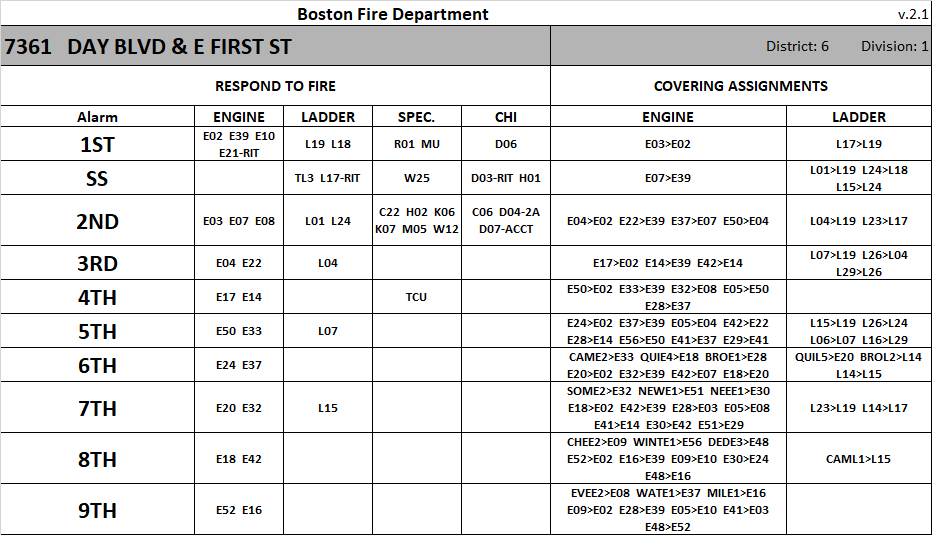 Boston Fire Department v.2.1
7361 DAY BLVD & E FIRST ST District: 6 Division: 1
RESPOND TO FIRE COVERING ASSIGNMENTS
Alarm ENGINE LADDER SPEC. CHI ENGINE LADDER
1ST
E02 E39 E10
E21-RIT
L19 L18
R01 MU
D06
E03>E02
L17>L19
SS
TL3 L17-RIT
W25
D03-RIT H01
E07>E39
L01>L19 L24>L18
L15>L24
2ND
E03 E07 E08
L01 L24
C22 H02 K06
K07 M05 W12
C06 D04-2A
D07-ACCT
E04>E02 E22>E39 E37>E07 E50>E04
L04>L19 L23>L17
3RD
E04 E22
L04
E17>E02 E14>E39 E42>E14
L07>L19 L26>L04
L29>L26
4TH
E17 E14
TCU
E50>E02 E33>E39 E32>E08 E05>E50
E28>E37
5TH
E50 E33
L07
E24>E02 E37>E39 E05>E04 E42>E22
E28>E14 E56>E50 E41>E37 E29>E41
L15>L19 L26>L24
L06>L07 L16>L29
6TH
E24 E37
CAME2>E33 QUIE4>E18 BROE1>E28
E20>E02 E32>E39 E42>E07 E18>E20
QUIL5>E20 BROL2>L14
L14>L15
7TH
E20 E32
L15
SOME2>E32 NEWE1>E51 NEEE1>E30
E18>E02 E42>E39 E28>E03 E05>E08
E41>E14 E30>E42 E51>E29
L23>L19 L14>L17
8TH
E18 E42
CHEE2>E09 WINTE1>E56 DEDE3>E48
E52>E02 E16>E39 E09>E10 E30>E24
E48>E16
CAML1>L15
9TH
E52 E16
EVEE2>E08 WATE1>E37 MILE1>E16
E09>E02 E28>E39 E05>E10 E41>E03
E48>E52